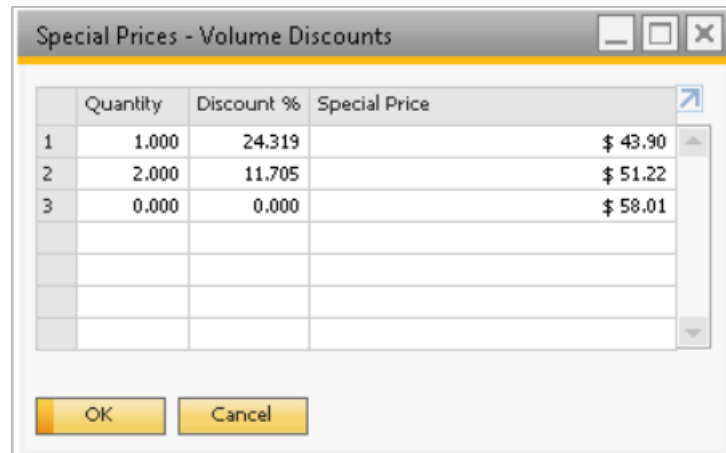 Special Prices - Volume Discounts
Quantity Discount % Special Price
1 1.000 24.319 $ 43.90
2 2.000 11.705 $ 51.22
3 0.000 0.000 $ 58.01
OK Cancel